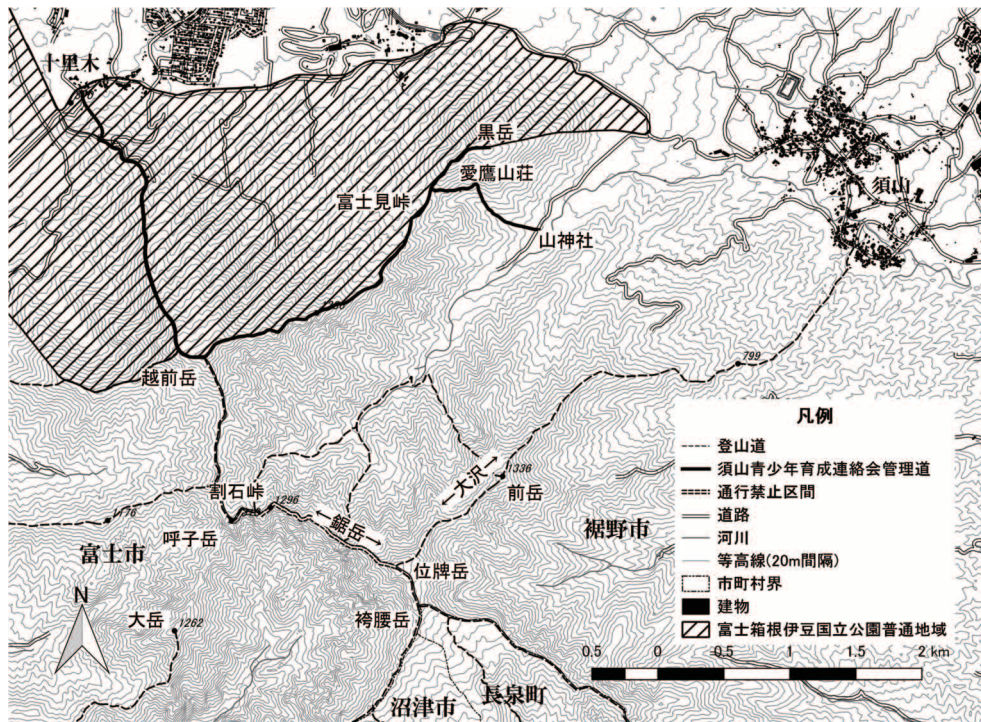 十里木
黒岳
愛鷹山荘
富士見峠
須山
山神社
越前岳
799
←大沢→
1336
前岳
割石峠
1296
1176
←鋸岳→
呼子岳
裾野市
富士市
位牌岳
N
大岳
1262
袴腰岳
沼津市
長泉町
凡例
登山道
須山青少年育成連絡会管理道
通行禁止区間
道路
河川
等高線(20m間隔)
市町村界
建物
富士箱根伊豆国立公園普通地域
0.5 0 0.5 1 1.5 2 km